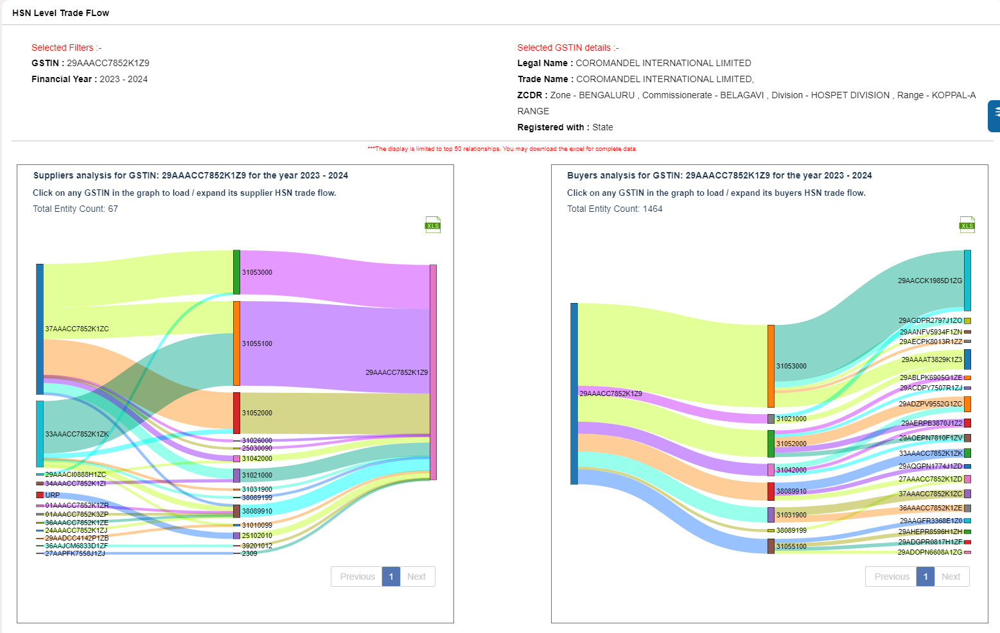 HSN Level Trade FLow
Selected Filters :-
GSTIN : 29AAACC7852K1Z9
Financial Year : 2023 - 2024
Selected GSTIN details :-
Legal Name : COROMANDEL INTERNATIONAL LIMITED
Trade Name : COROMANDEL INTERNATIONAL LIMITED,
ZCDR : Zone - BENGALURU , Commissionerate - BELAGAVI , Division - HOSPET DIVISION , Range - KOPPAL-A
RANGE
Registered with : State
***The display is limited to top 50 relationships. You may download the excel for complete data.
Suppliers analysis for GSTIN: 29AAACC7852K1Z9 for the year 2023 - 2024
Click on any GSTIN in the graph to load / expand its supplier HSN trade flow.
Total Entity Count: 67
XLS
37AAACC7852K1ZC
33AAACC7852K1ZK
29AAACI0888H1ZC
34AAACC7852K1ZI
URP
01AAACC7852K1ZR
01AAACC7852K3ZP
36AAACC7852K1ZE
24AAACC7852K1ZJ
29AADCC4142P1ZB
36AAJCM6833D1ZF
27AAPFK7558J1ZJ
31053000
31055100
31052000
31026000
25030090
31042000
31021000
31031900
38089199
38089910
31010099
25102010
39201012
2309
29AAACC7852K1Z9
Previous 1 Next
Buyers analysis for GSTIN: 29AAACC7852K1Z9 for the year 2023 - 2024
Click on any GSTIN in the graph to load / expand its buyers HSN trade flow.
Total Entity Count: 1464
XLS
29AAACC7852K1Z9
31053000
31021000
31052000
31042000
38089910
31031900
38089199
31055100
29AACCK1985D1ZG
29AGDPR2797J1ZO
29AANFV5934F1ZN
29AECPK8013R1ZZ
29AAAAT3829K1Z3
29ABLPK6905G1ZE
29ACDPY7507R1ZJ
29ADZPV9552G1ZC
29AERPB3870J1Z2
29AOEPN7810F1ZV
33AAACC7852K1ZK
29AQGPN1774J1ZD
27AAACC7852K1ZD
37AAACC7852K1ZC
36AAACC7852K1ZE
29AAGFR3368E1Z0
29AHEPR8596H1ZH
29ADGPR0817H1ZF
29ADOPN6608A1ZG
Previous 1 Next